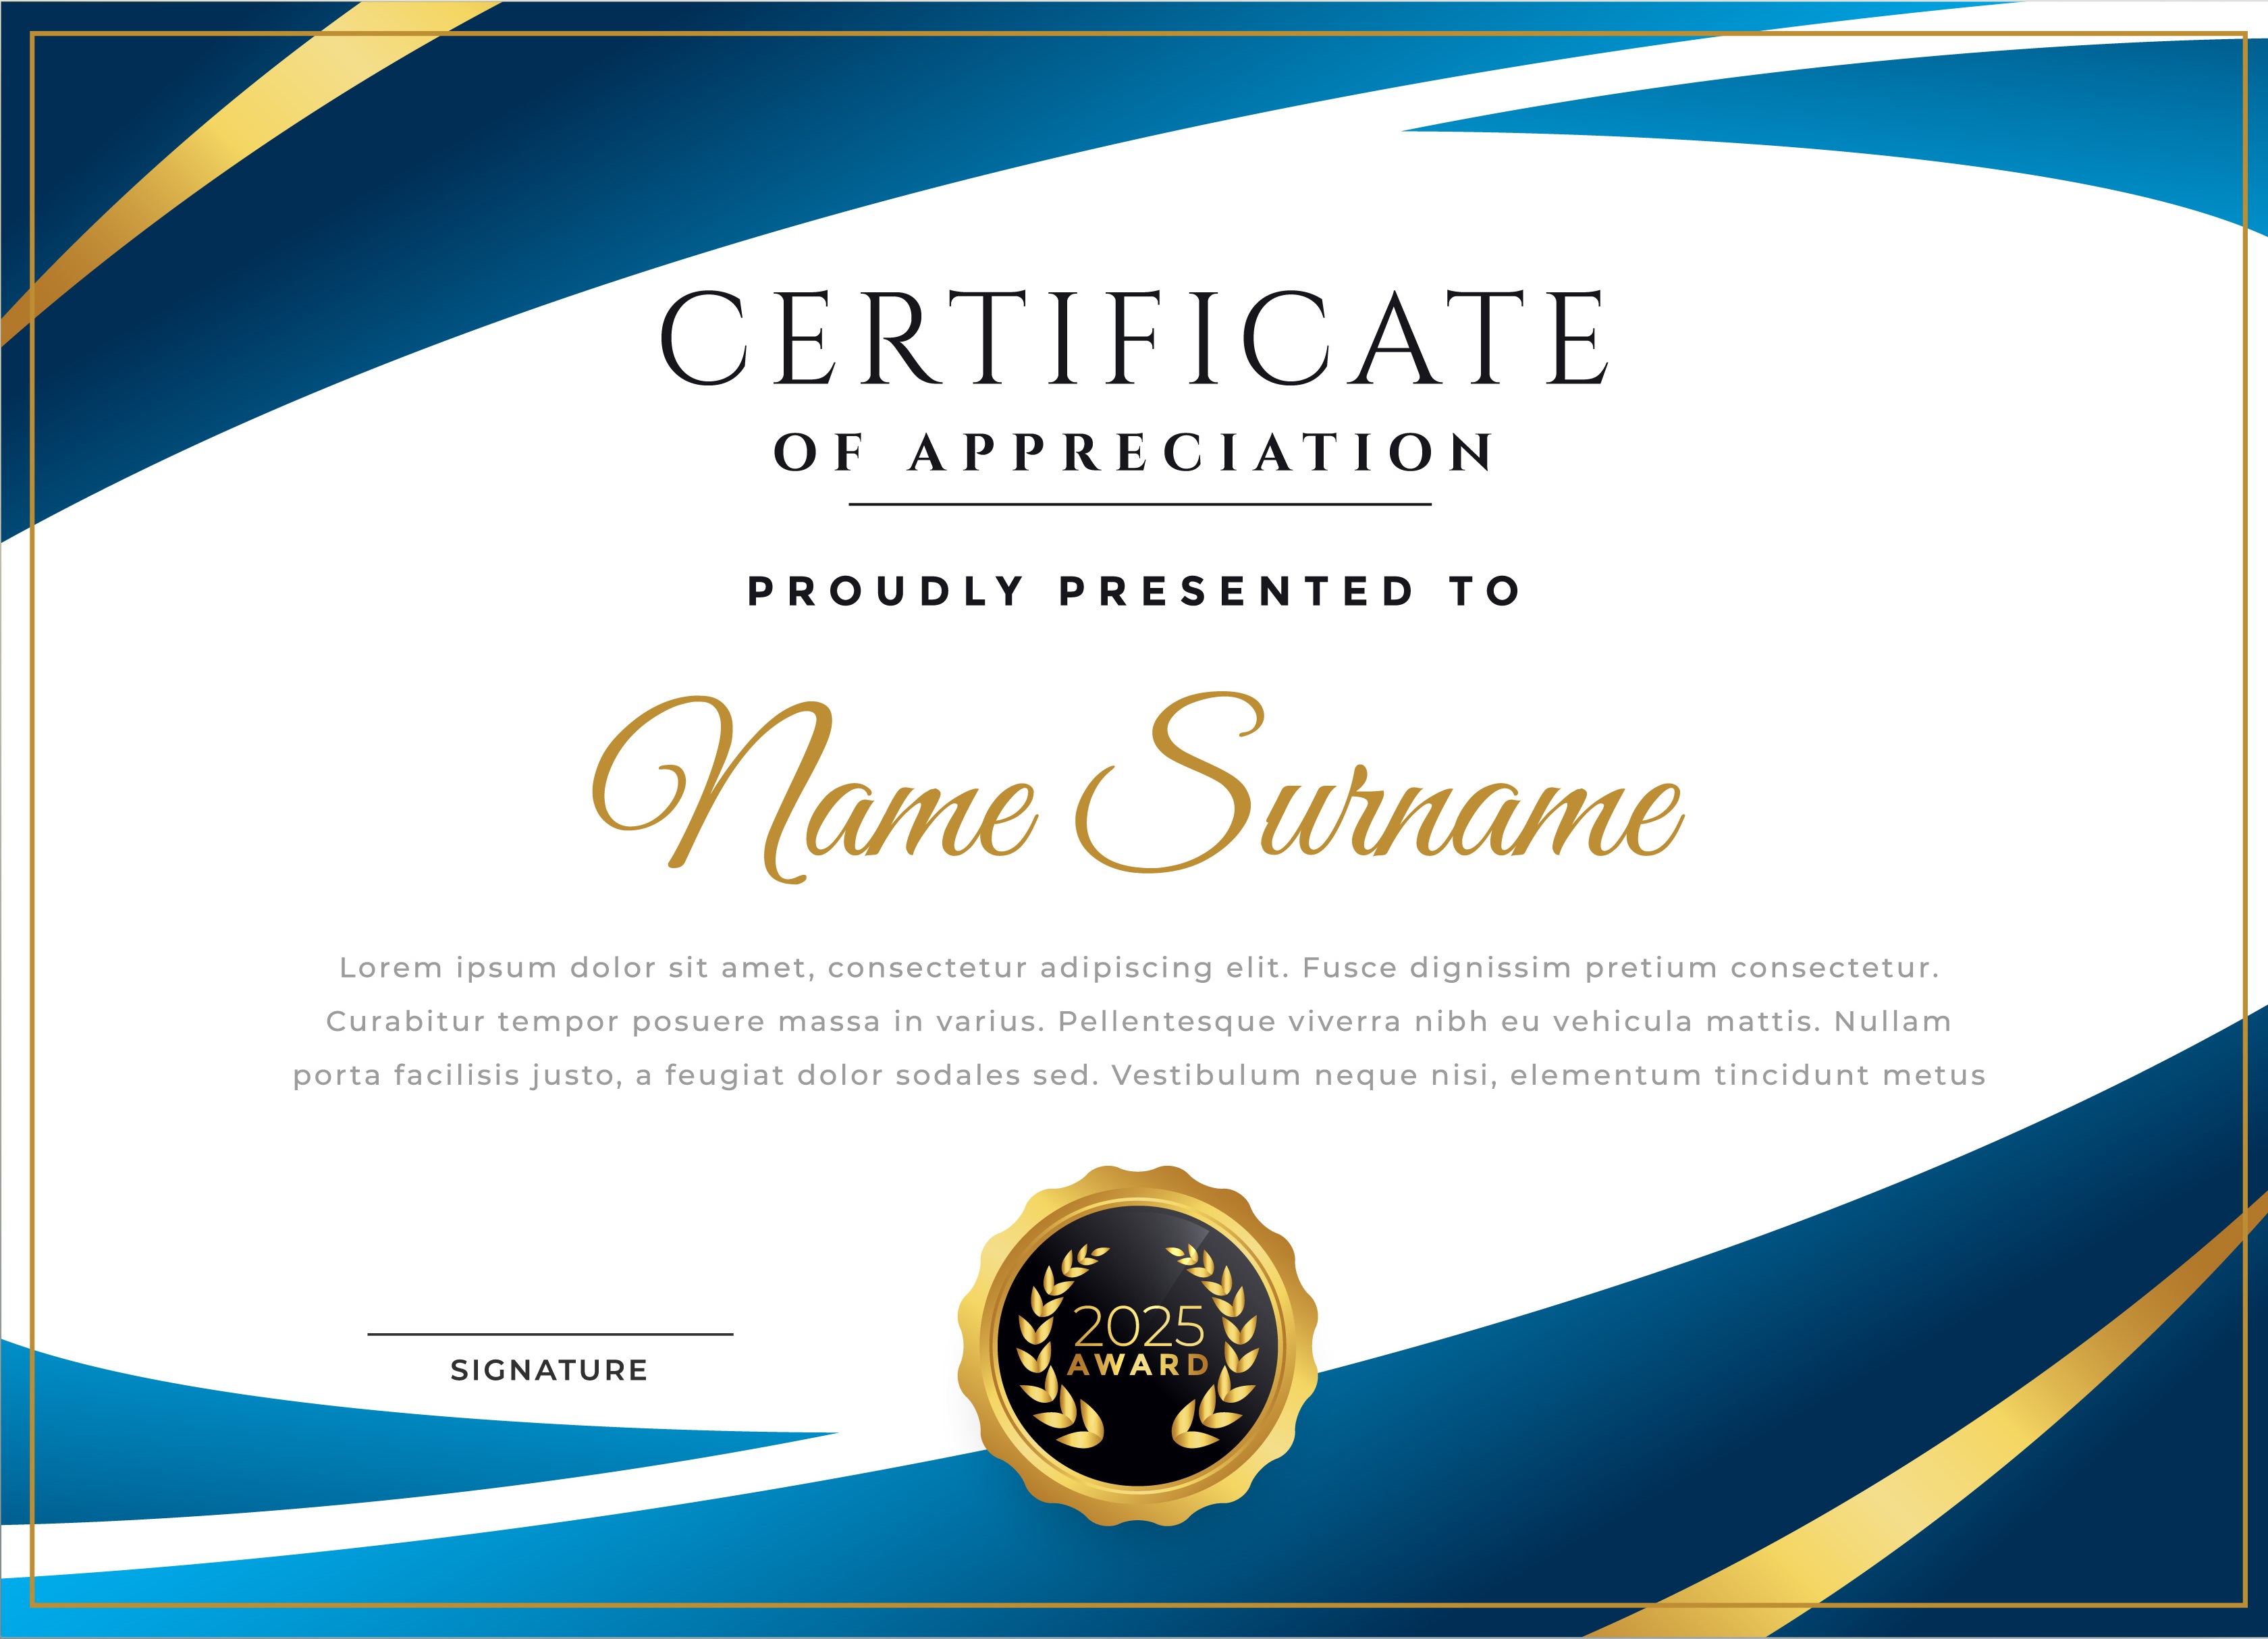 CERTIFICATE
OF APPRECIATION
PROUDLY PRESENTED TO
Name Surname
Lorem ipsum dolor sit amet, consectetur adipiscing elit. Fusce dignissim pretium consectetur.
Curabitur tempor posuere massa in varius. Pellentesque viverra nibh eu vehicula mattis. Nullam
porta facilisis justo, a feugiat dolor sodales sed. Vestibulum neque nisi, elementum tincidunt metus
2025
AWARD
SIGNATURE